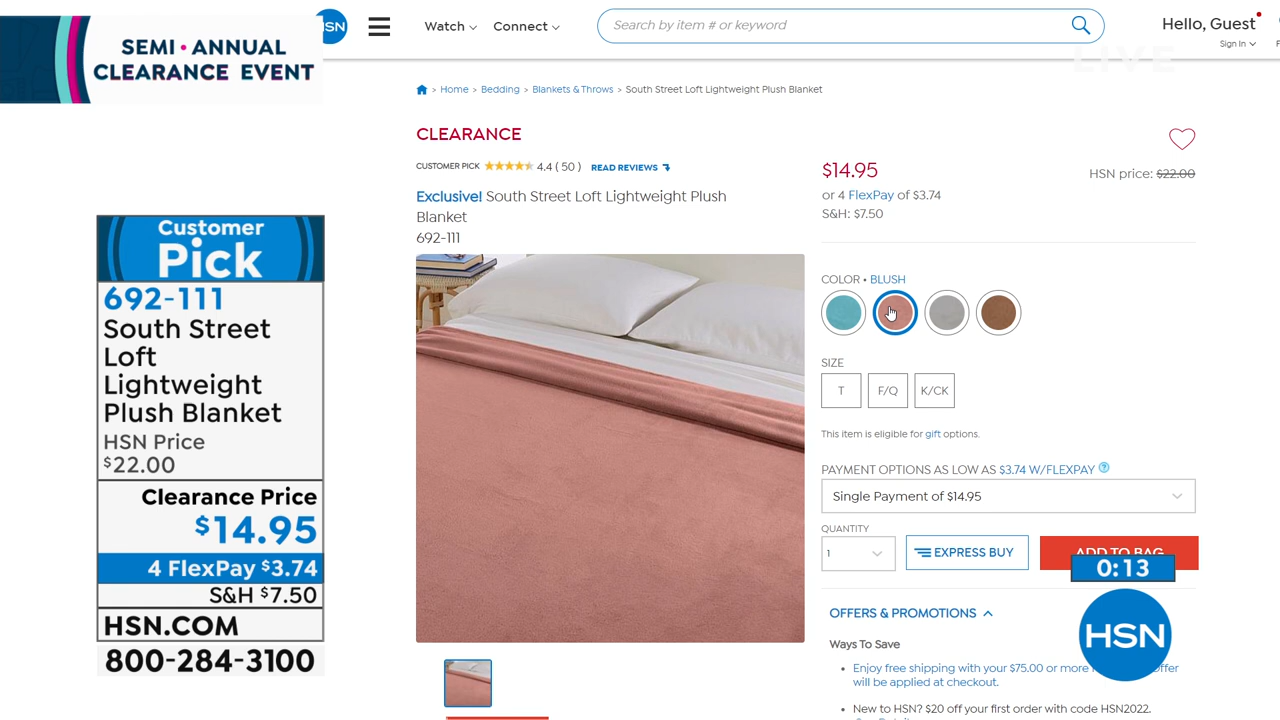 SEMI • ANNUAL
CLEARANCE EVENT
HSN
Watch
Connect
Search by item # or keyword
Hello, Guest
Sign In
LIVE
Home > Bedding > Blankets & Throws > South Street Loft Lightweight Plush Blanket
CLEARANCE
CUSTOMER PICK 4.4 ( 50 ) READ REVIEWS
Exclusive! South Street Loft Lightweight Plush
Blanket
692-111
$14.95
HSN price: $22.00
or 4 FlexPay of $3.74
S&H: $7.50
COLOR • BLUSH
SIZE
T
F/Q
K/CK
This item is eligible for gift options.
PAYMENT OPTIONS AS LOW AS $3.74 W/FLEXPAY ?
Single Payment of $14.95
QUANTITY
1
EXPRESS BUY
ADD TO BAG
0:13
OFFERS & PROMOTIONS
Ways To Save
Enjoy free shipping with your $75.00 or more
will be applied at checkout.
New to HSN? $20 off your first order with code HSN2022.
HSN
Customer
Pick
692-111
South Street
Loft
Lightweight
Plush Blanket
HSN Price
$22.00
Clearance Price
$14.95
4 FlexPay $3.74
S&H $7.50
HSN.COM
800-284-3100